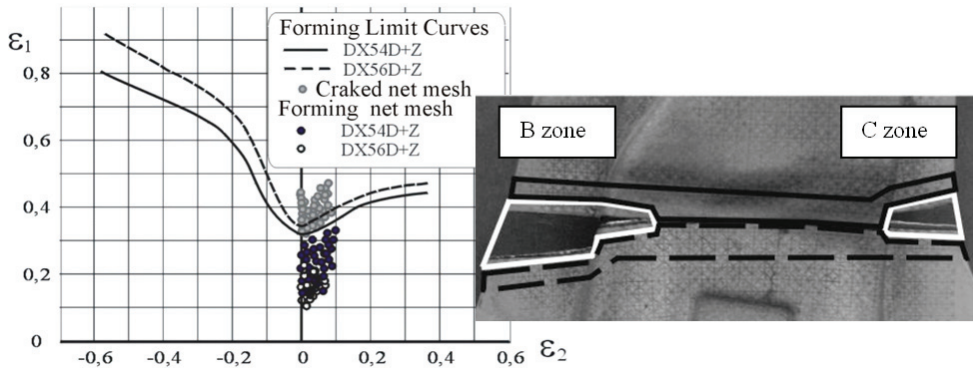 ε1
Forming Limit Curves
DX54D+Z
DX56D+Z
Craked net mesh
Forming net mesh
DX54D+Z
DX56D+Z
B zone
C zone
0,8
0,6
0,4
0,2
0
-0,6
-0,4
-0,2
0
0,2
0,4
0,6
ε2